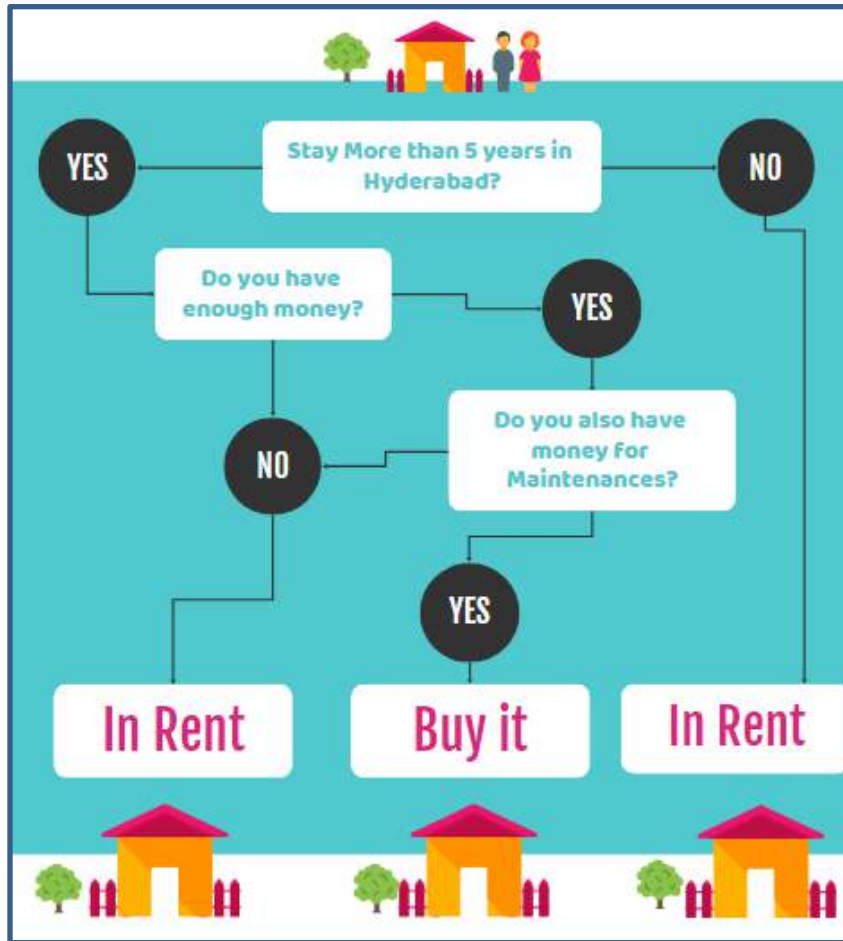 Stay More than 5 years in
Hyderabad?
YES
NO
Do you have
enough money?
YES
Do you also have
money for
Maintenances?
NO
YES
In Rent
Buy it
In Rent